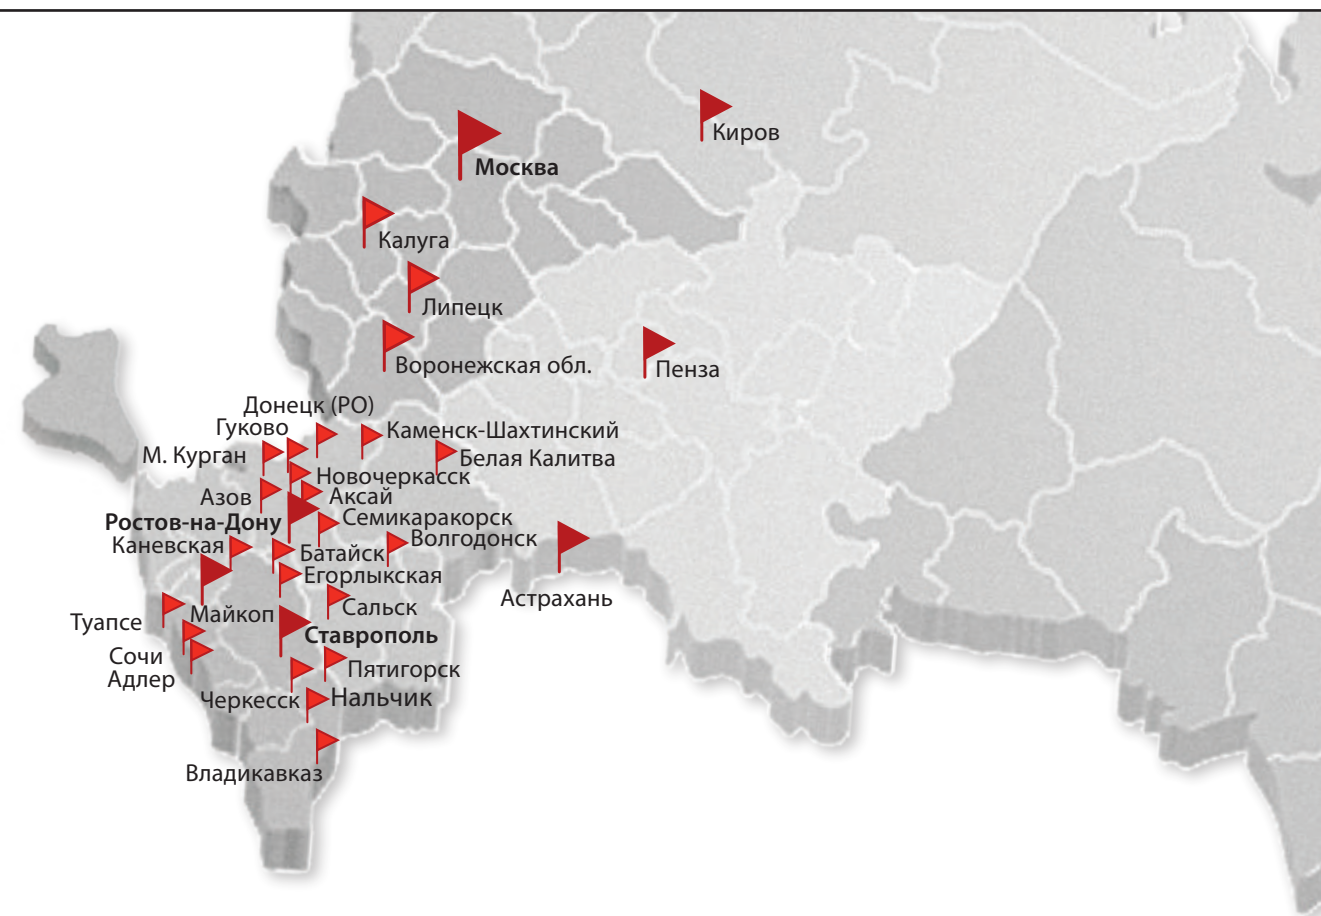 Киров
Москва
Калуга
Липецк
Воронежская обл.
Пенза
Донецк (РО)
Гуково
Каменск-Шахтинский
М. Курган
Белая Калитва
Новочеркасск
Азов
Аксай
Ростов-на-Дону
Семикаракорск
Каневская
Волгодонск
Батайск
Егорлыкская
Астрахань
Сальск
Майкоп
Туапсе
Ставрополь
Сочи
Пятигорск
Адлер
Черкесск
Нальчик
Владикавказ